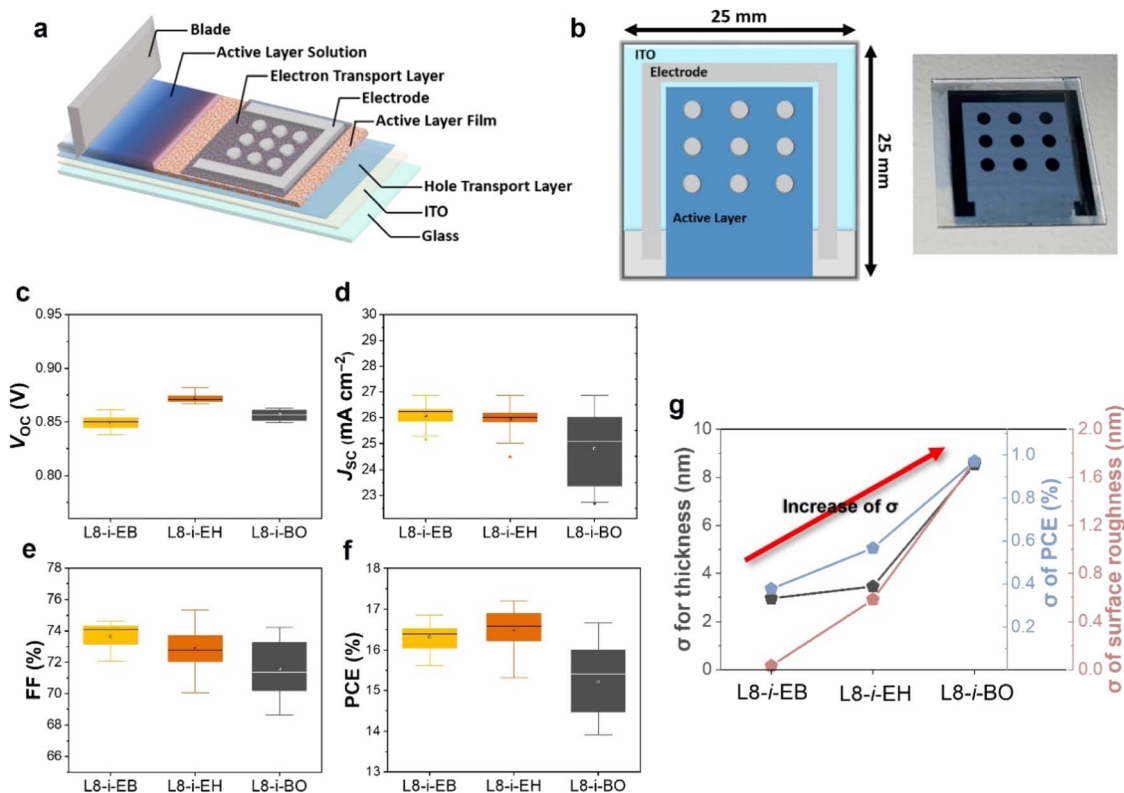 a
Blade
Active Layer Solution
Electron Transport Layer
Electrode
Active Layer Film
Hole Transport Layer
ITO
Glass
b
25 mm
ITO
Electrode
Active Layer
25 mm
c
0.95
0.90
0.85
0.80
V_OC (V)
L8-i-EB L8-i-EH L8-i-BO
d
30
29
28
27
26
25
24
23
22
J_SC (mA cm⁻²)
L8-i-EB L8-i-EH L8-i-BO
e
78
76
74
72
70
68
66
FF (%)
L8-i-EB L8-i-EH L8-i-BO
f
18
17
16
15
14
13
PCE (%)
L8-i-EB L8-i-EH L8-i-BO
g
10
8
6
4
2
0
σ for thickness (nm)
Increase of σ
1.0
0.8
0.6
0.4
0.2
σ of PCE (%)
2.0
1.6
1.2
0.8
0.4
0.0
σ of surface roughness (nm)
L8-i-EB L8-i-EH L8-i-BO